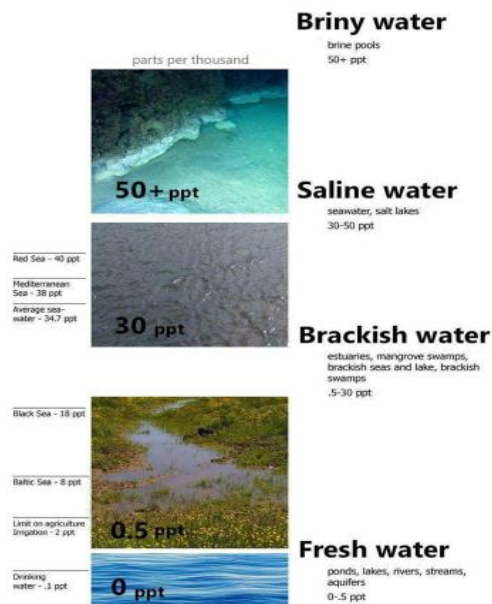 Briny water
brine pools
50+ ppt
parts per thousand
50+ ppt
Saline water
seawater, salt lakes
30-50 ppt
Red Sea - 40 ppt
Mediterranean
Sea - 38 ppt
Average sea-
water - 34.7 ppt
30 ppt
Brackish water
estuaries, mangrove swamps,
brackish seas and lake, brackish
swamps
.5-30 ppt
Black Sea - 18 ppt
Baltic Sea - 8 ppt
Limit on agriculture
Irrigation - 2 ppt
0.5 ppt
Fresh water
ponds, lakes, rivers, streams,
aquifers
0-.5 ppt
Drinking
water - .1 ppt
0 ppt